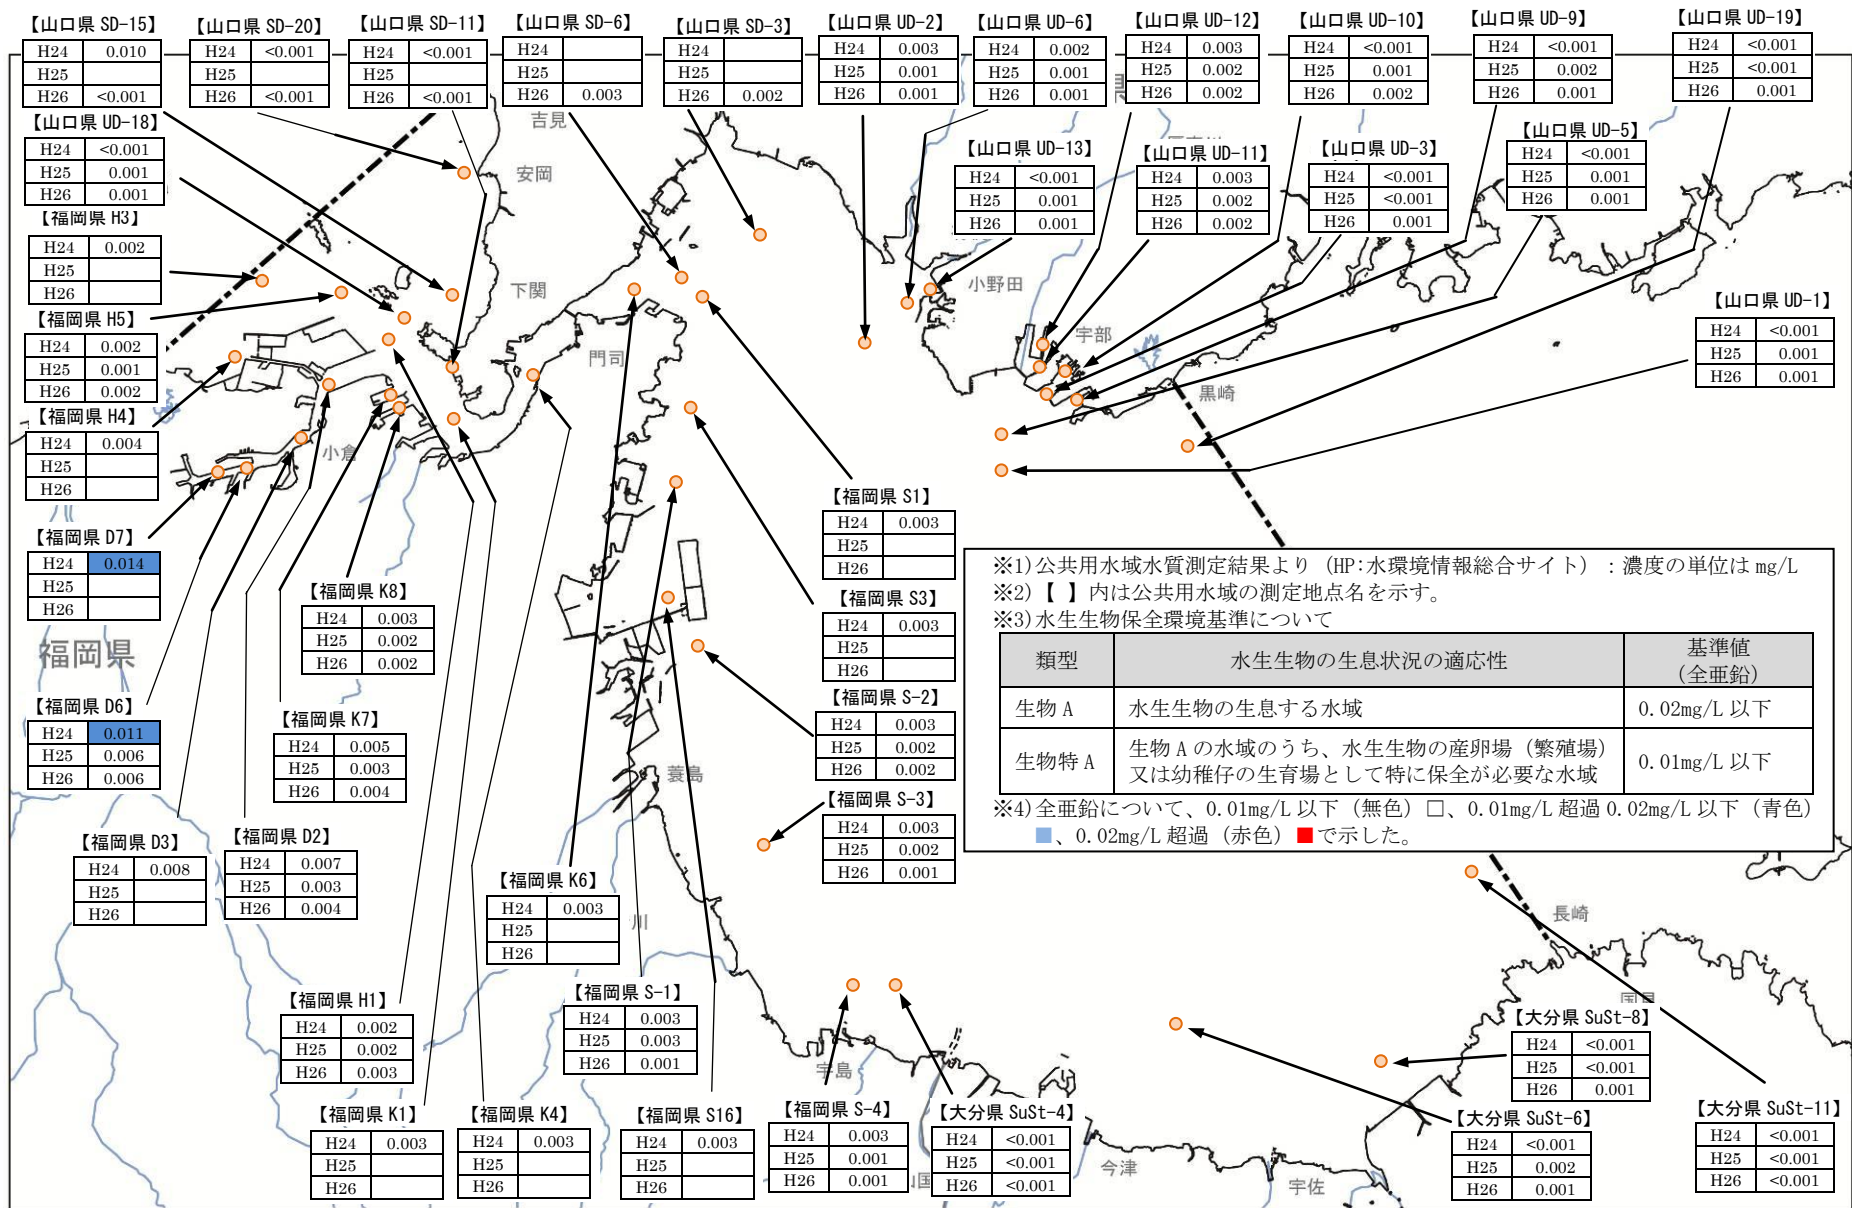 【山口県 SD-15】
H24 0.010
H25
H26 <0.001
【山口県 SD-20】
H24 <0.001
H25
H26 <0.001
【山口県 SD-11】
H24 <0.001
H25
H26 <0.001
【山口県 SD-6】
H24
H25
H26 0.003
【山口県 SD-3】
H24
H25
H26 0.002
【山口県 UD-2】
H24 0.003
H25 0.001
H26 0.001
【山口県 UD-6】
H24 0.002
H25 0.001
H26 0.001
【山口県 UD-12】
H24 0.003
H25 0.002
H26 0.002
【山口県 UD-10】
H24 <0.001
H25 0.001
H26 0.002
【山口県 UD-9】
H24 <0.001
H25 0.002
H26 0.001
【山口県 UD-19】
H24 <0.001
H25 <0.001
H26 0.001
【山口県 UD-18】
H24 <0.001
H25 0.001
H26 0.001
【山口県 UD-13】
H24 <0.001
H25 0.001
H26 0.001
【山口県 UD-11】
H24 0.003
H25 0.002
H26 0.002
【山口県 UD-3】
H24 <0.001
H25 <0.001
H26 0.001
【山口県 UD-5】
H24 <0.001
H25 0.001
H26 0.001
【山口県 UD-1】
H24 <0.001
H25 0.001
H26 0.001
吉見
安岡
下関
門司
小倉
小野田
宇部
黒崎
【福岡県 H3】
H24 0.002
H25
H26
【福岡県 H5】
H24 0.002
H25 0.001
H26 0.002
【福岡県 H4】
H24 0.004
H25
H26
【福岡県 D7】
H24 0.014
H25
H26
福岡県
【福岡県 D6】
H24 0.011
H25 0.006
H26 0.006
【福岡県 K8】
H24 0.003
H25 0.002
H26 0.002
【福岡県 K7】
H24 0.005
H25 0.003
H26 0.004
【福岡県 D3】
H24 0.008
H25
H26
【福岡県 D2】
H24 0.007
H25 0.003
H26 0.004
【福岡県 K6】
H24 0.003
H25
H26
【福岡県 S1】
H24 0.003
H25
H26
【福岡県 S3】
H24 0.003
H25
H26
【福岡県 S-2】
H24 0.003
H25 0.002
H26 0.002
【福岡県 S-3】
H24 0.003
H25 0.002
H26 0.001
蓑島
川
※1)公共用水域水質測定結果より（HP:水環境情報総合サイト）：濃度の単位は mg/L
※2)【 】内は公共用水域の測定地点名を示す。
※3)水生生物保全環境基準について
類型 水生生物の生息状況の適応性 基準値
（全亜鉛）
生物 A 水生生物の生息する水域 0.02mg/L 以下
生物特 A 生物 A の水域のうち、水生生物の産卵場（繁殖場）
又は幼稚仔の生育場として特に保全が必要な水域 0.01mg/L 以下
※4)全亜鉛について、0.01mg/L 以下（無色）□、0.01mg/L 超過 0.02mg/L 以下（青色）
■、0.02mg/L 超過（赤色）■で示した。
長崎
【福岡県 H1】
H24 0.002
H25 0.002
H26 0.003
【福岡県 S-1】
H24 0.003
H25 0.003
H26 0.001
宇島
【福岡県 K1】
H24 0.003
H25
H26
【福岡県 K4】
H24 0.003
H25
H26
【福岡県 S16】
H24 0.003
H25
H26
【福岡県 S-4】
H24 0.003
H25 0.001
H26 0.001
【大分県 SuSt-4】
H24 <0.001
H25 <0.001
H26 <0.001
今津
宇佐
【大分県 SuSt-8】
H24 <0.001
H25 <0.001
H26 0.001
【大分県 SuSt-6】
H24 <0.001
H25 0.002
H26 0.001
【大分県 SuSt-11】
H24 <0.001
H25 <0.001
H26 <0.001